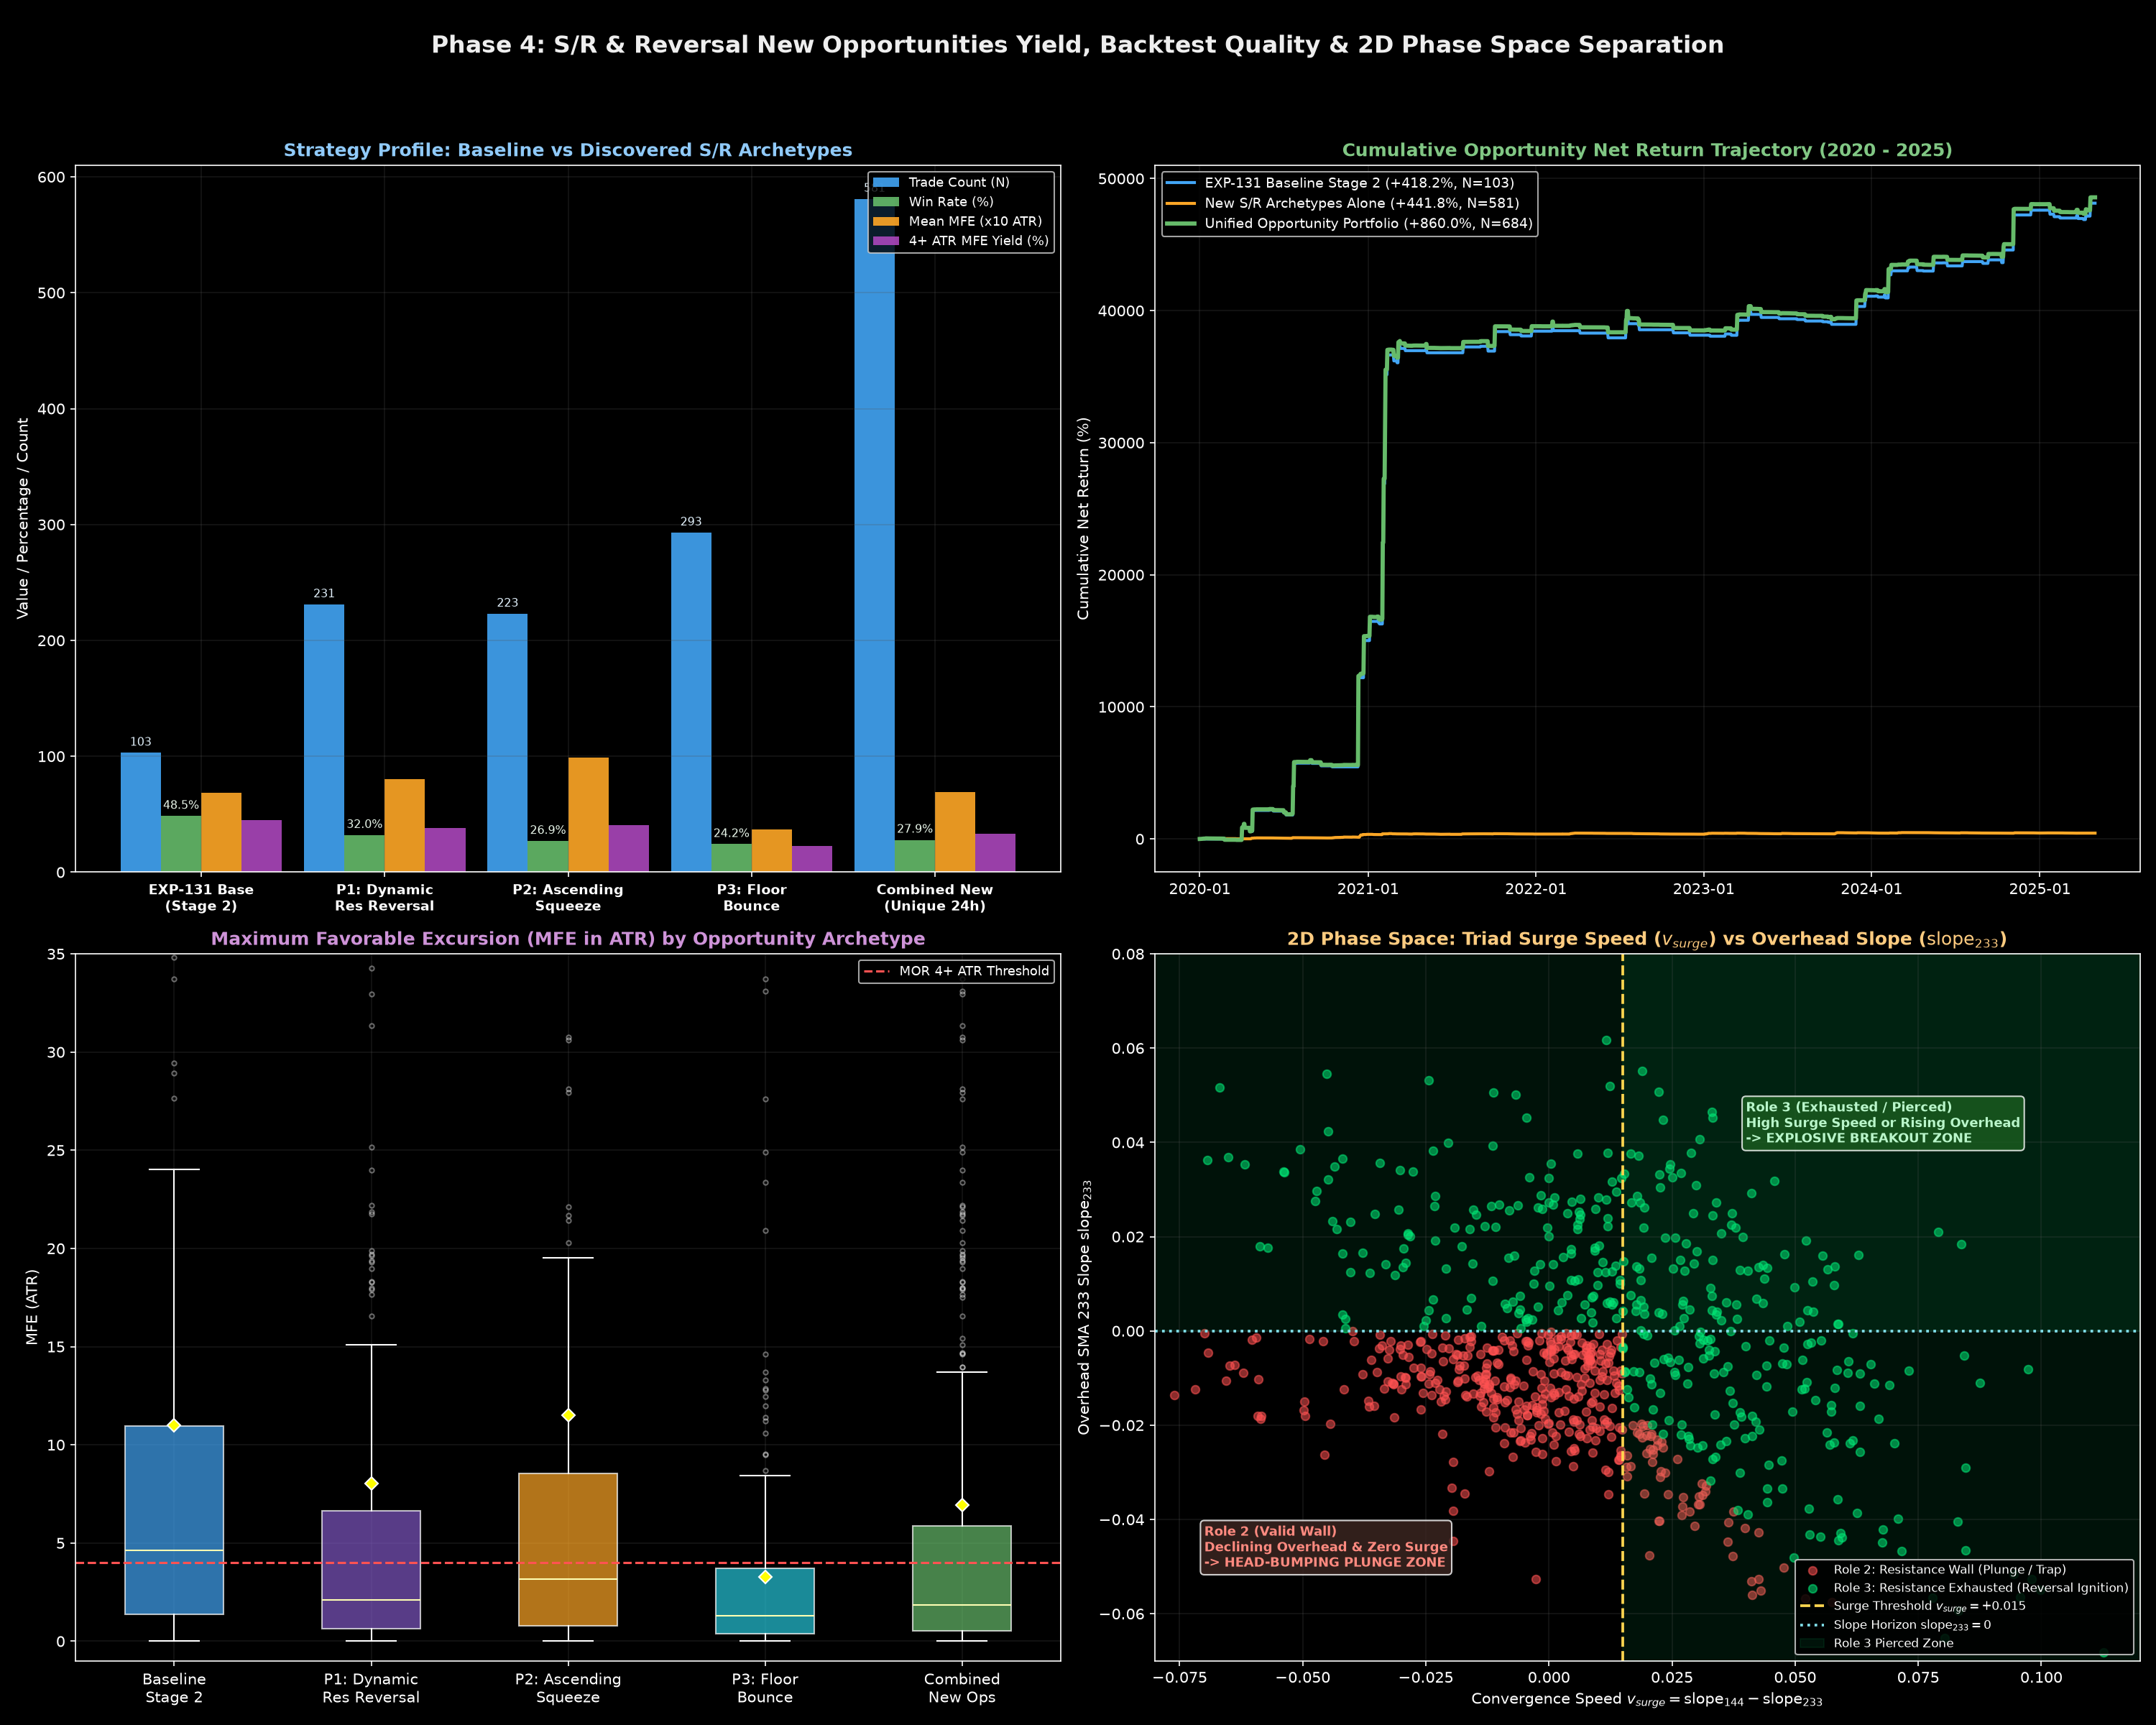 Phase 4: S/R & Reversal New Opportunities Yield, Backtest Quality & 2D Phase Space Separation
Strategy Profile: Baseline vs Discovered S/R Archetypes
Value / Percentage / Count
600
500
400
300
200
100
0
Trade Count (N)
Win Rate (%)
Mean MFE (x10 ATR)
4+ ATR MFE Yield (%)
103
48.5%
231
32.0%
223
26.9%
293
24.2%
27.9%
EXP-131 Base
(Stage 2)
P1: Dynamic
Res Reversal
P2: Ascending
Squeeze
P3: Floor
Bounce
Combined New
(Unique 24h)
Cumulative Opportunity Net Return Trajectory (2020 - 2025)
Cumulative Net Return (%)
50000
40000
30000
20000
10000
0
EXP-131 Baseline Stage 2 (+418.2%, N=103)
New S/R Archetypes Alone (+441.8%, N=581)
Unified Opportunity Portfolio (+860.0%, N=684)
2020-01
2021-01
2022-01
2023-01
2024-01
2025-01
Maximum Favorable Excursion (MFE in ATR) by Opportunity Archetype
MFE (ATR)
35
30
25
20
15
10
5
0
MOR 4+ ATR Threshold
Baseline
Stage 2
P1: Dynamic
Res Reversal
P2: Ascending
Squeeze
P3: Floor
Bounce
Combined
New Ops
2D Phase Space: Triad Surge Speed (v_surge) vs Overhead Slope (slope₂₃₃)
Overhead SMA 233 Slope slope₂₃₃
0.08
0.06
0.04
0.02
0.00
−0.02
−0.04
−0.06
Role 3 (Exhausted / Pierced)
High Surge Speed or Rising Overhead
-> EXPLOSIVE BREAKOUT ZONE
Role 2 (Valid Wall)
Declining Overhead & Zero Surge
-> HEAD-BUMPING PLUNGE ZONE
Role 2: Resistance Wall (Plunge / Trap)
Role 3: Resistance Exhausted (Reversal Ignition)
Surge Threshold v_surge = +0.015
Slope Horizon slope₂₃₃ = 0
Role 3 Pierced Zone
−0.075
−0.050
−0.025
0.000
0.025
0.050
0.075
0.100
Convergence Speed v_surge = slope₁₄₄ − slope₂₃₃